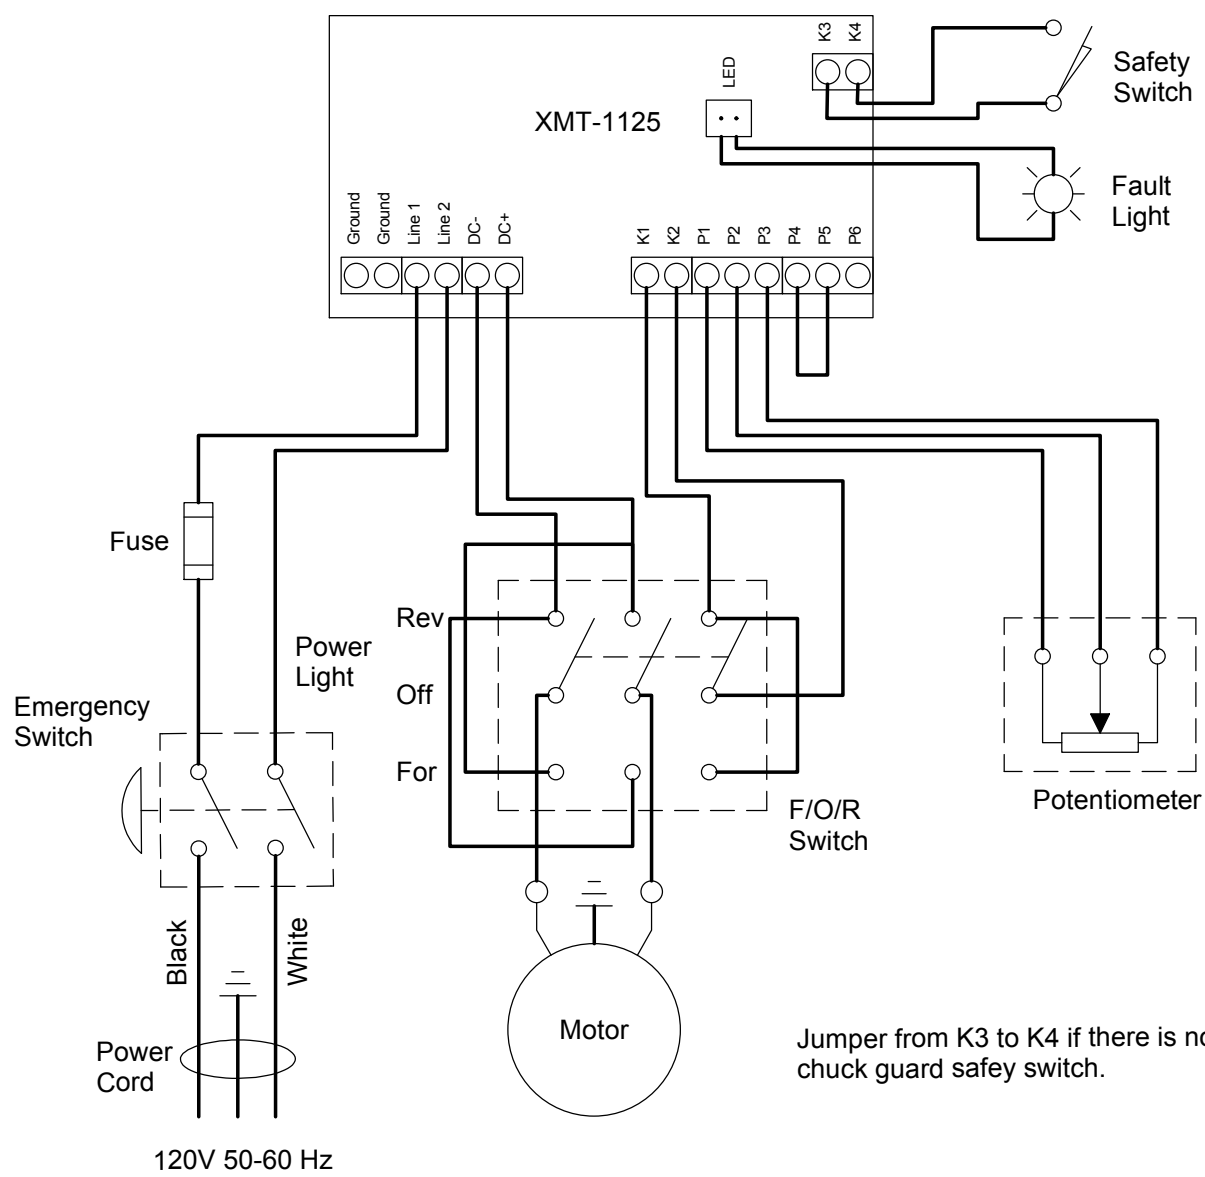 K3
K4
Safety
Switch
LED
XMT-1125
Fault
Light
Ground
Ground
Line 1
Line 2
DC-
DC+
K1
K2
P1
P2
P3
P4
P5
P6
Fuse
Power
Light
Rev
Off
For
Emergency
Switch
F/O/R
Switch
Potentiometer
Black
White
Motor
Power
Cord
Jumper from K3 to K4 if there is no
chuck guard safey switch.
120V 50-60 Hz